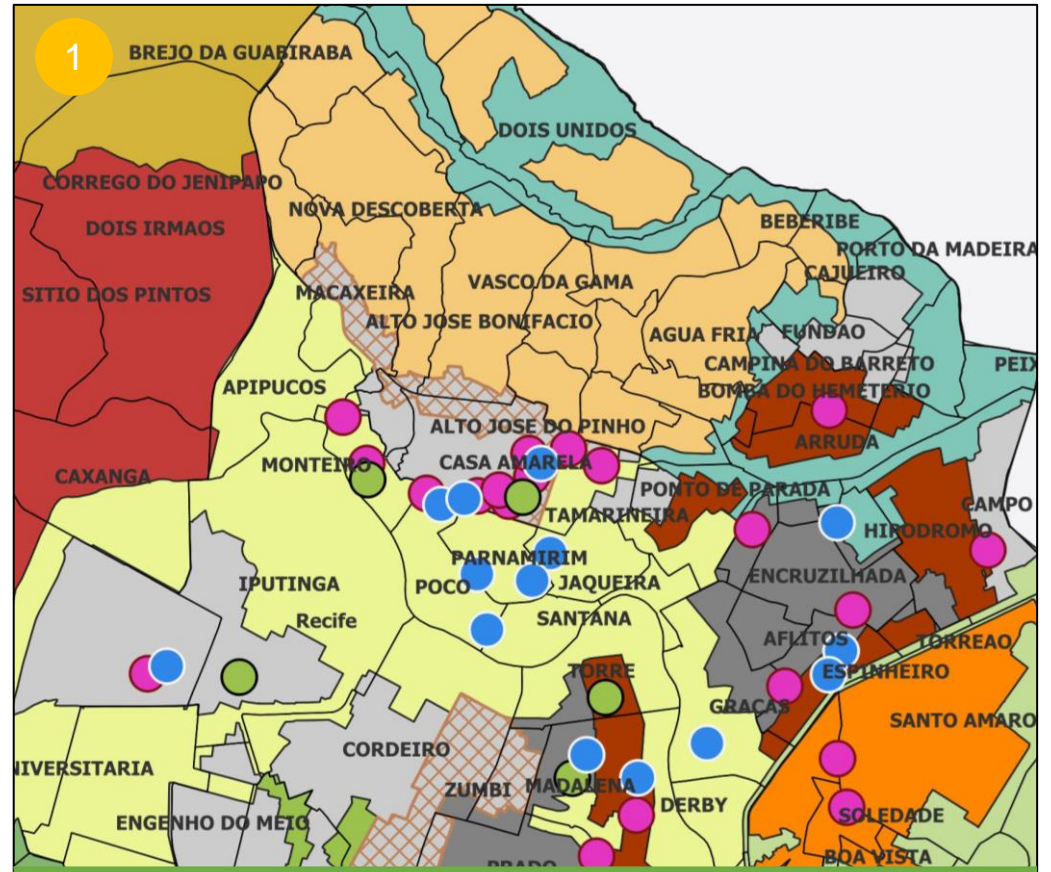 1
BREJO DA GUABIRABA
DOIS UNIDOS
CORREGO DO JENIPAPO
NOVA DESCOBERTA
DOIS IRMAOS
BEBERIBE
PORTO DA MADEIRA
CAJUEIRO
VASCO DA GAMA
SITIO DOS PINTOS
MACAXEIRA
ALTO JOSE BONIFACIO
AGUA FRIA
FUNDAO
CAMPINA DO BARRETO
PEIX
APIPUCOS
BOMBA DO HEMETERIO
ALTO JOSE DO PINHO
ARRUDA
MONTEIRO
CASA AMARELA
CAXANGA
PONTO DE PARADA
CAMPO
TAMARINEIRA
HIPODROMO
PARNAMIRIM
ENCRUZILHADA
IPUTINGA
POCO
JAQUEIRA
Recife
SANTANA
AFLITOS
TORREAO
TORRE
ESPINHEIRO
GRAÇAS
SANTO AMARO
CORDEIRO
NIVERSITARIA
ZUMBI
MADALENA
DERBY
SOLEDADE
ENGENHO DO MEIO
BOA VISTA
PRADO